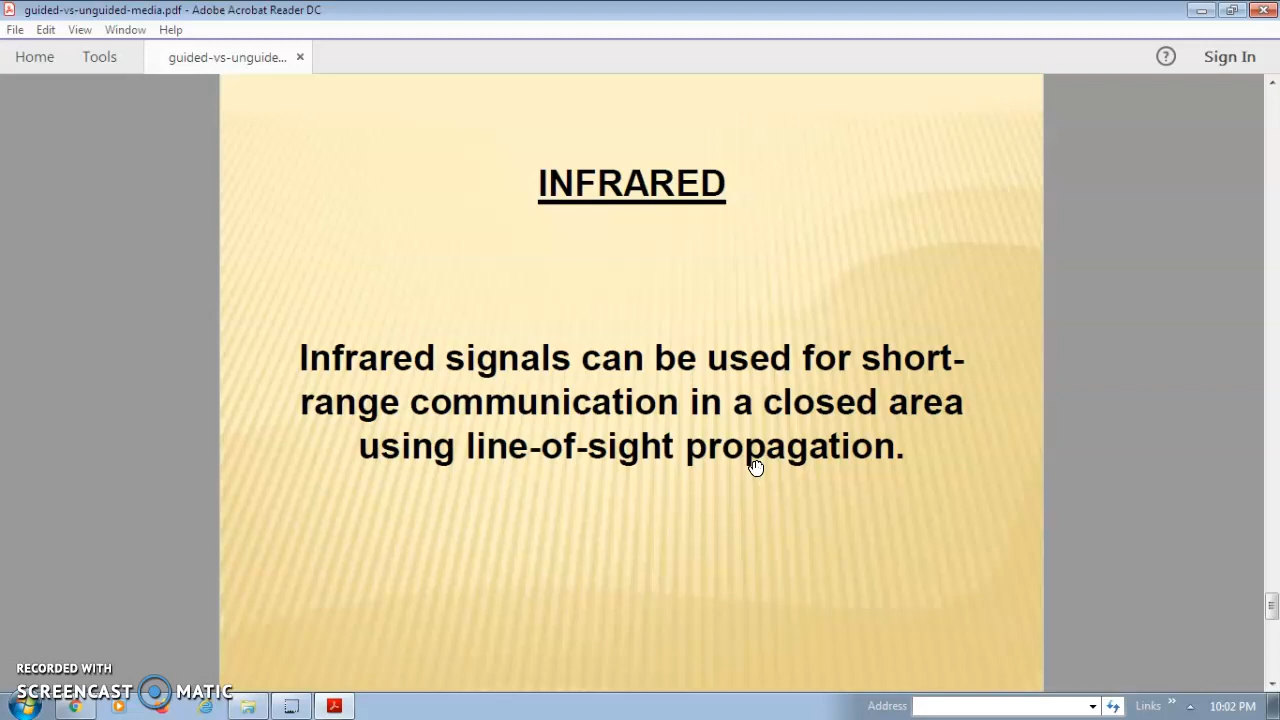 guided-vs-unguided-media.pdf - Adobe Acrobat Reader DC
File Edit View Window Help
Home Tools guided-vs-unguide... × ? Sign In
INFRARED
Infrared signals can be used for short-
range communication in a closed area
using line-of-sight propagation.
RECORDED WITH
SCREENCAST MATIC
Address Links » 10:02 PM